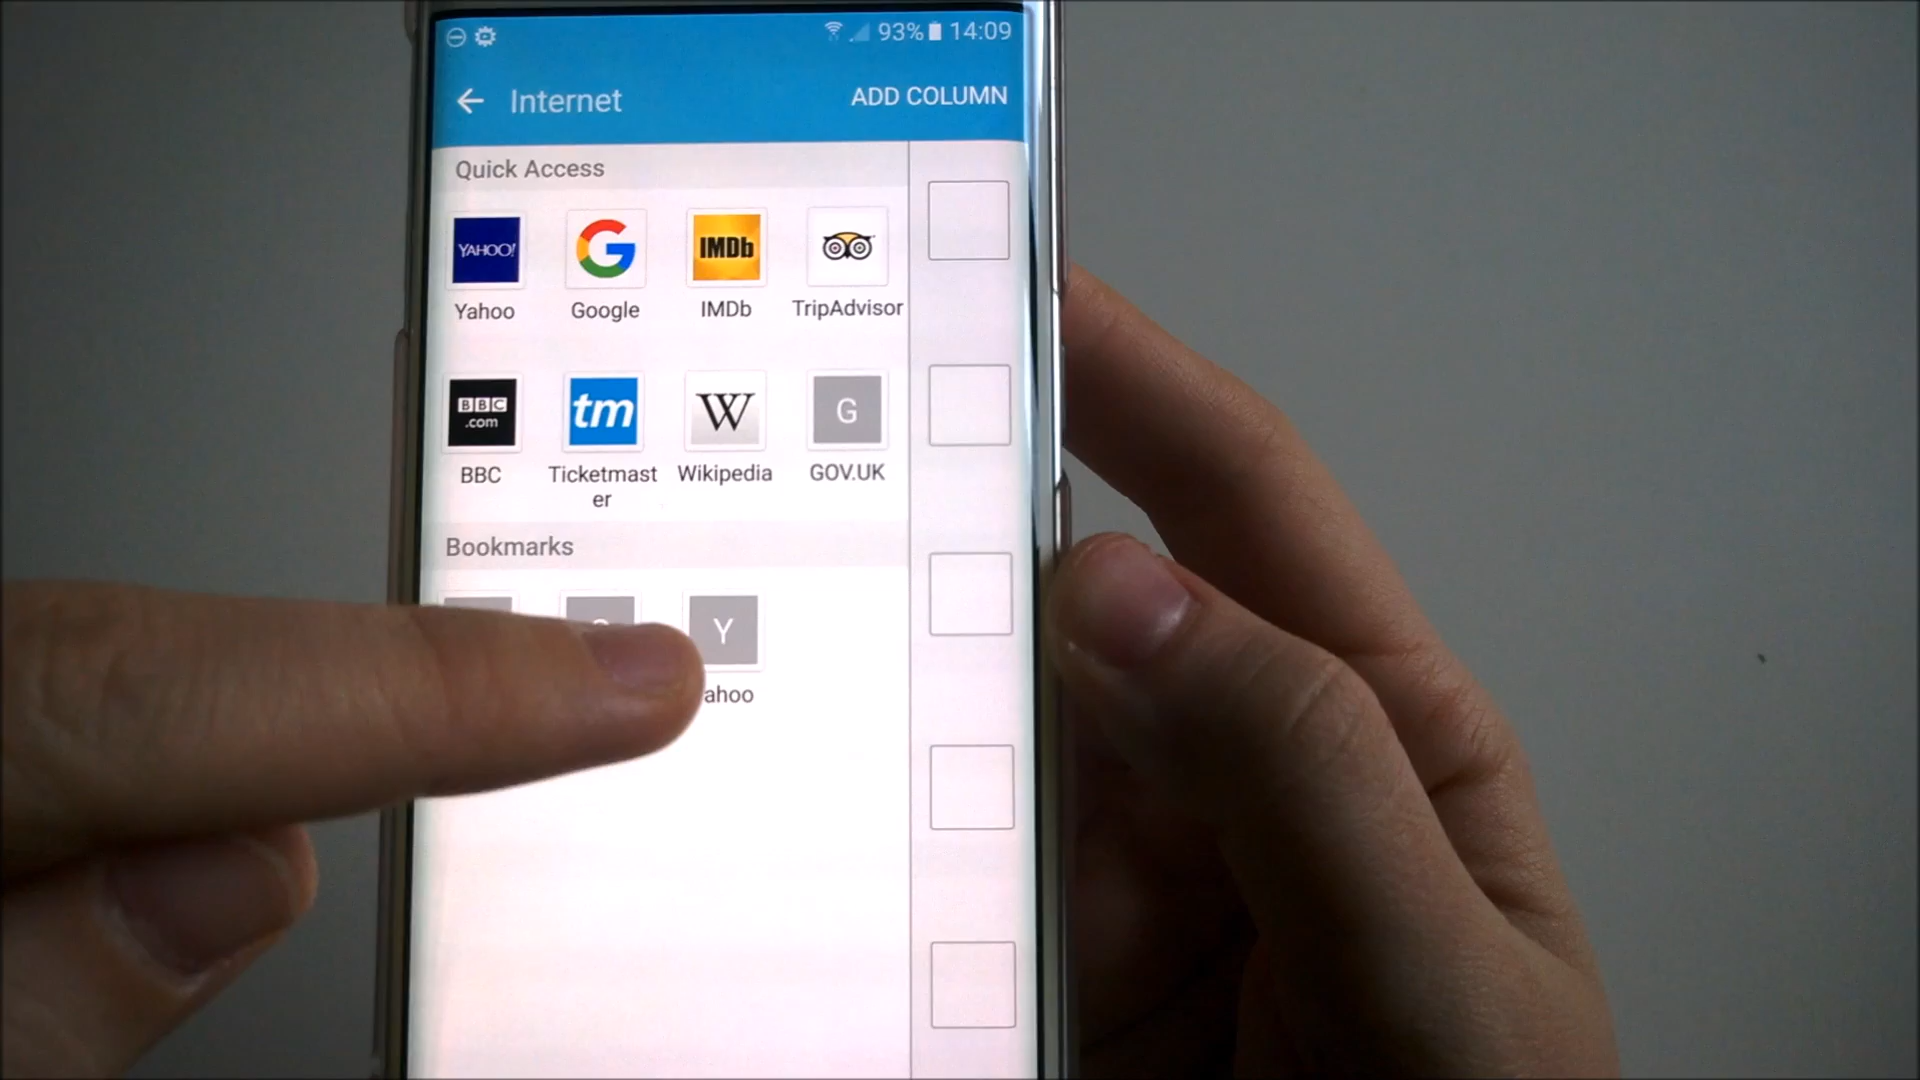 93% 14:09
Internet
ADD COLUMN
Quick Access
YAHOO!
G
IMDb
Yahoo
Google
IMDb
TripAdvisor
BBC
.com
tm
W
G
BBC
Ticketmast
er
Wikipedia
GOV.UK
Bookmarks
Y
ahoo